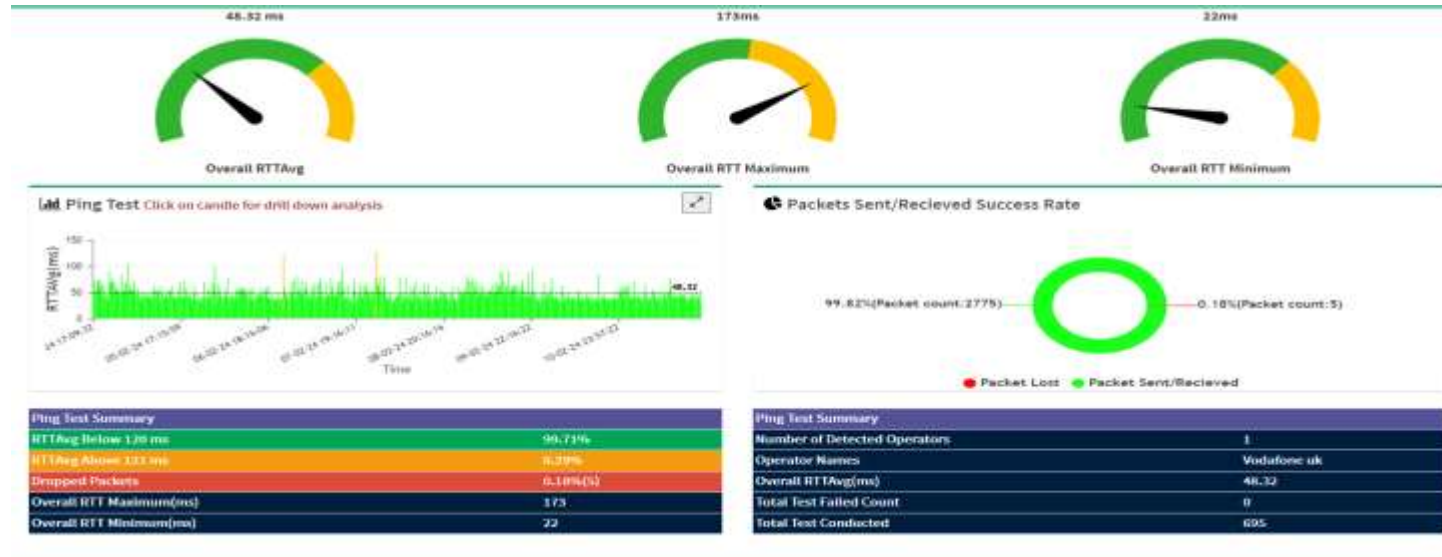 48.32 ms
173ms
22ms
Overall RTTAvg
Overall RTT Maximum
Overall RTT Minimum
Ping Test Click on candle for drill down analysis
150
100
50
0
RTTAvg(ms)
48.32
Time
Packets Sent/Recieved Success Rate
99.82%(Packet count:2775)
0.18%(Packet count:5)
Packet Lost
Packet Sent/Recieved
Ping Test Summary
RTTAvg Below 120 ms 99.71%
RTTAvg Above 121 ms 0.29%
Dropped Packets 0.18%(5)
Overall RTT Maximum(ms) 173
Overall RTT Minimum(ms) 22
Ping Test Summary
Number of Detected Operators 1
Operator Names Vodafone uk
Overall RTTAvg(ms) 48.32
Total Test Failed Count 0
Total Test Conducted 695